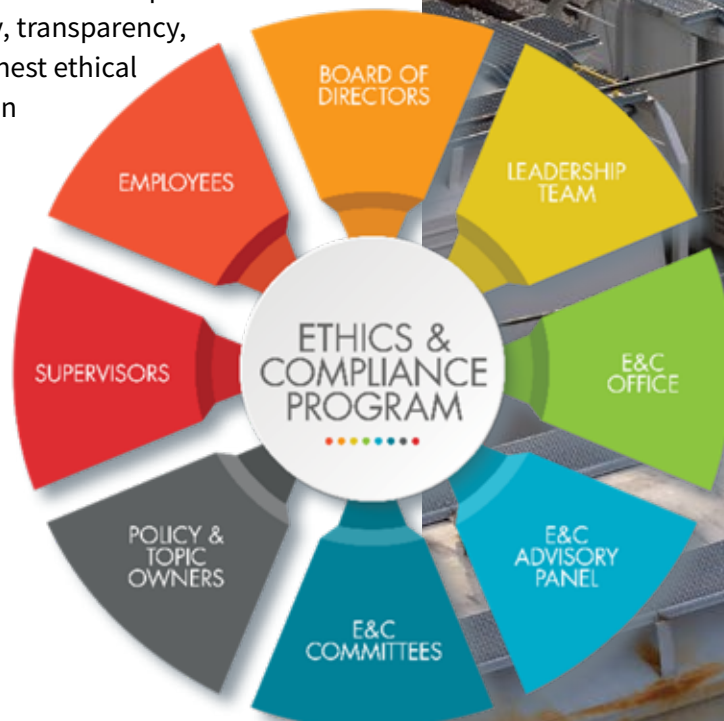 , transparency,
ethical
BOARD OF
DIRECTORS
LEADERSHIP
TEAM
E&C
OFFICE
E&C
ADVISORY
PANEL
E&C
COMMITTEES
POLICY &
TOPIC
OWNERS
SUPERVISORS
EMPLOYEES
ETHICS &
COMPLIANCE
PROGRAM